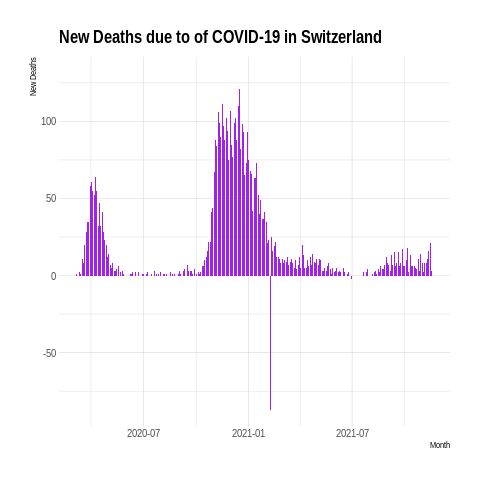 New Deaths due to of COVID-19 in Switzerland
New Deaths
100
50
0
-50
2020-07
2021-01
2021-07
Month